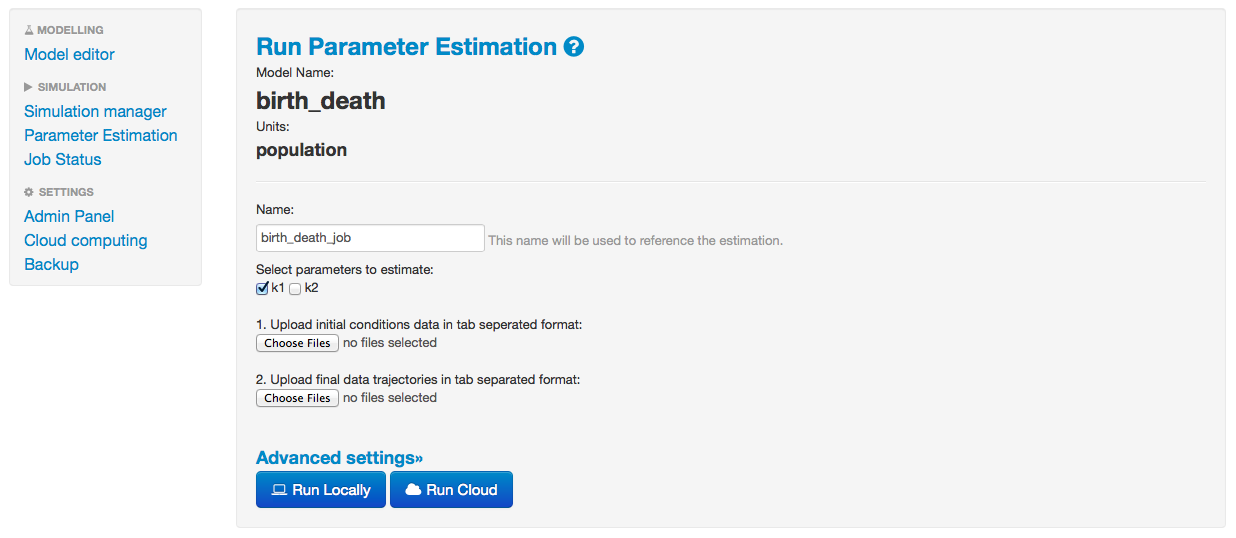 MODELLING
Model editor
SIMULATION
Simulation manager
Parameter Estimation
Job Status
SETTINGS
Admin Panel
Cloud computing
Backup
Run Parameter Estimation ?
Model Name:
birth_death
Units:
population
Name:
birth_death_job This name will be used to reference the estimation.
Select parameters to estimate:
k1 k2
1. Upload initial conditions data in tab seperated format:
Choose Files no files selected
2. Upload final data trajectories in tab separated format:
Choose Files no files selected
Advanced settings»
Run Locally Run Cloud